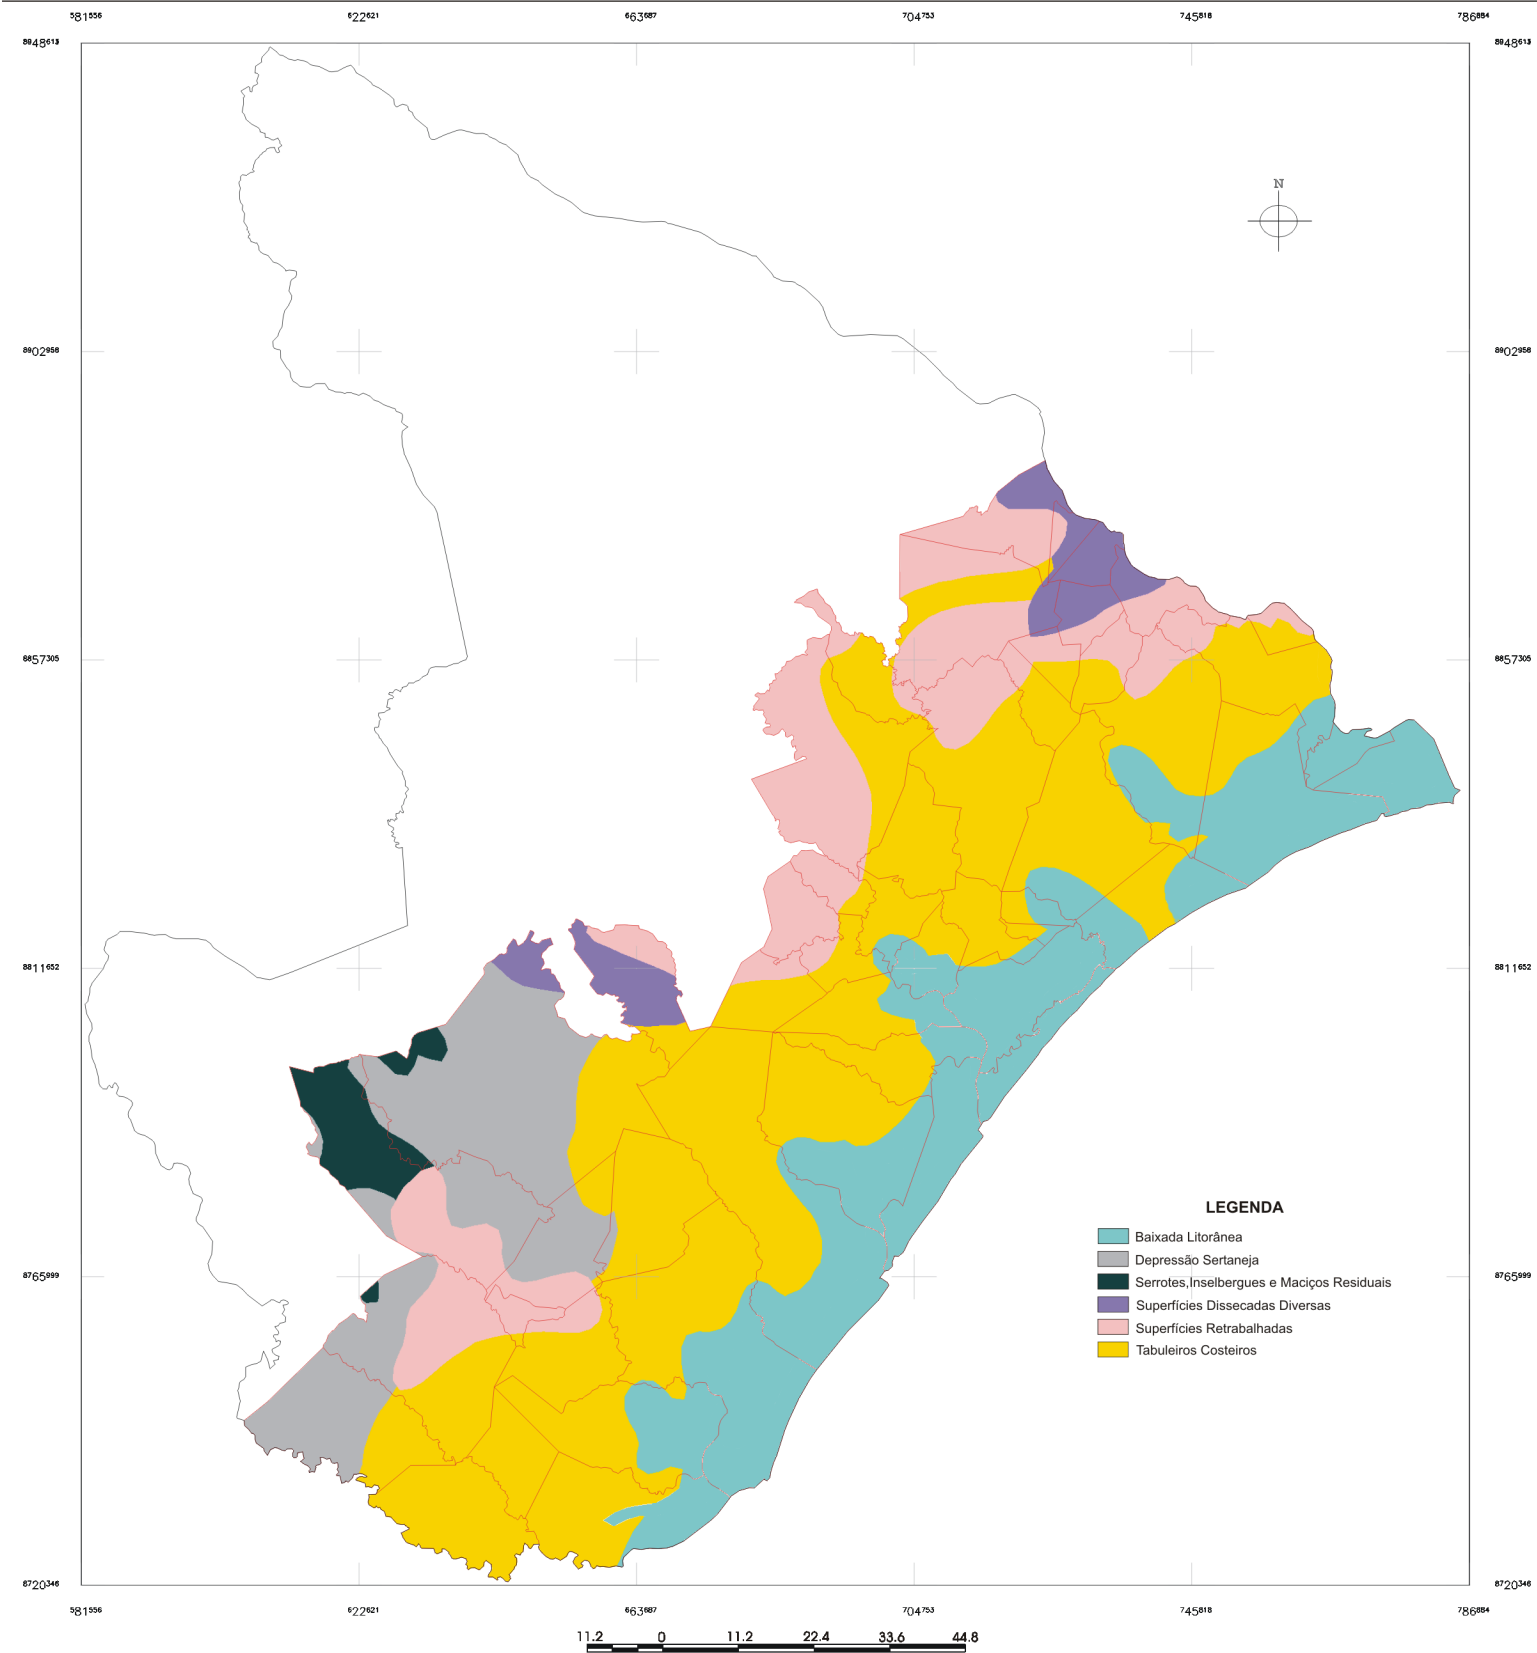 581556 622621 663687 704753 745818 786884
8948613 8948613
N
8902958 8902958
8857305 8857305
8811652 8811652
LEGENDA
Baixada Litorânea
Depressão Sertaneja
8765999 8765999
Serrotes,Inselbergues e Maciços Residuais
Superfícies Dissecadas Diversas
Superfícies Retrabalhadas
Tabuleiros Costeiros
8720346 8720346
581556 622621 663687 704753 745818 786884
11.2 0 11.2 22.4 33.6 44.8